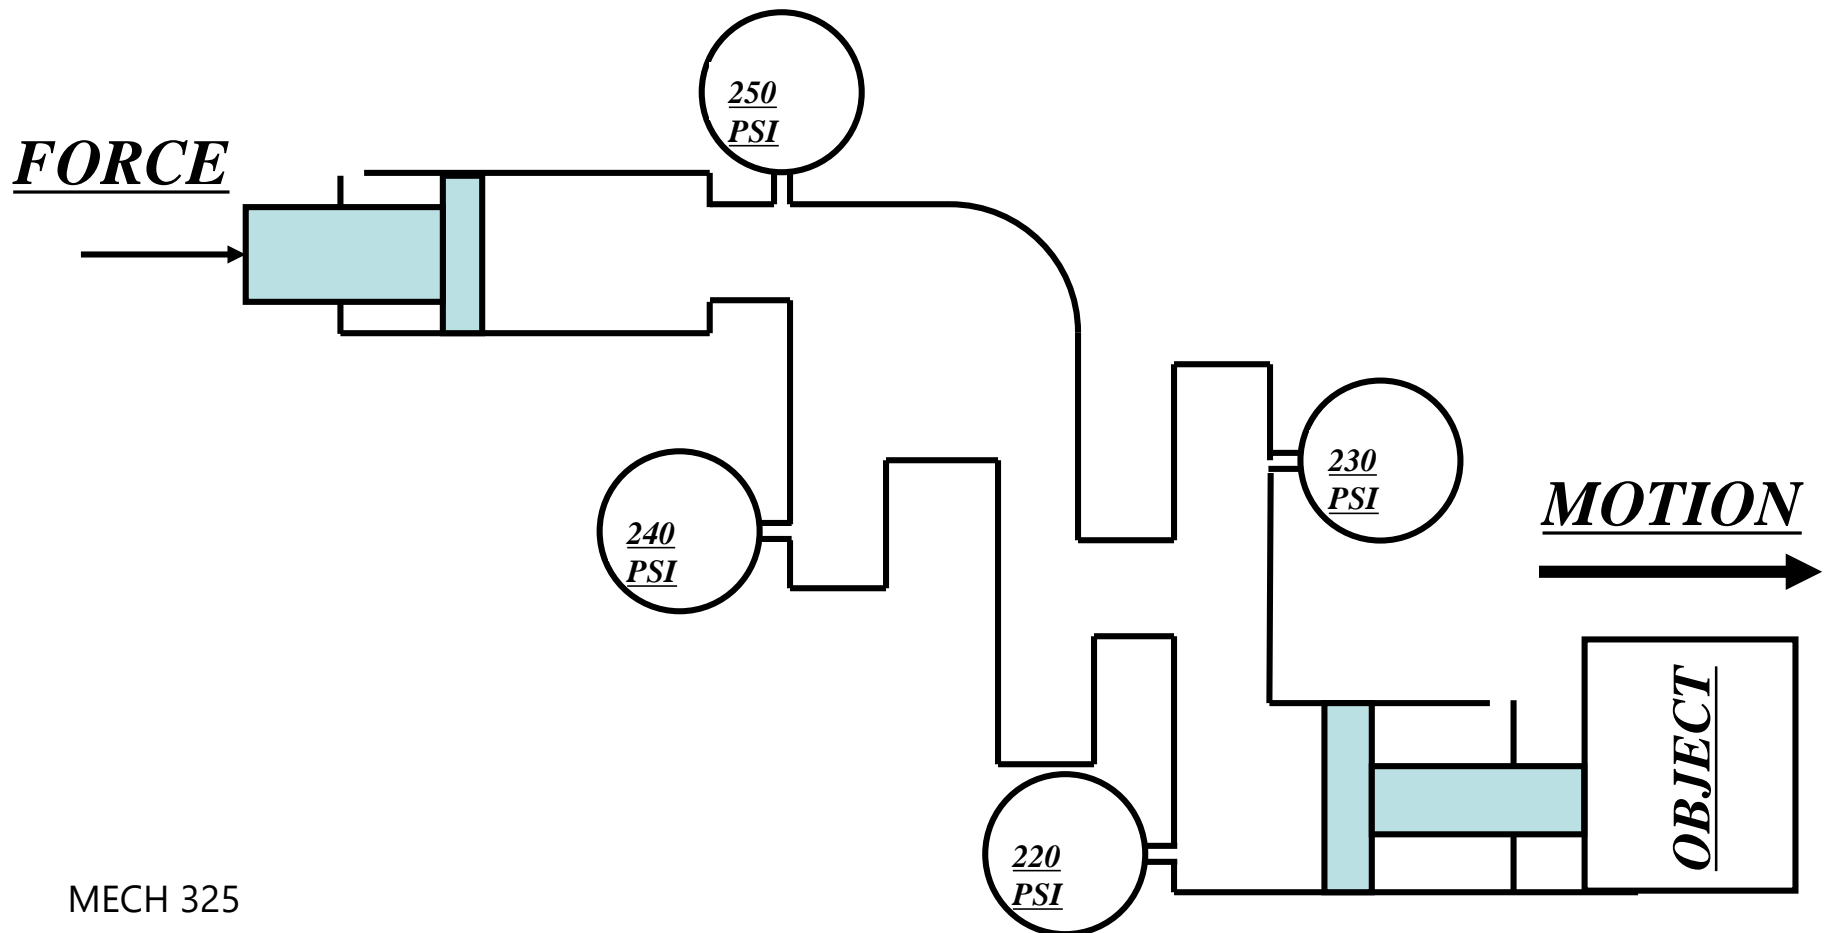 250
PSI
FORCE
230
PSI
MOTION
240
PSI
OBJECT
220
PSI
MECH 325